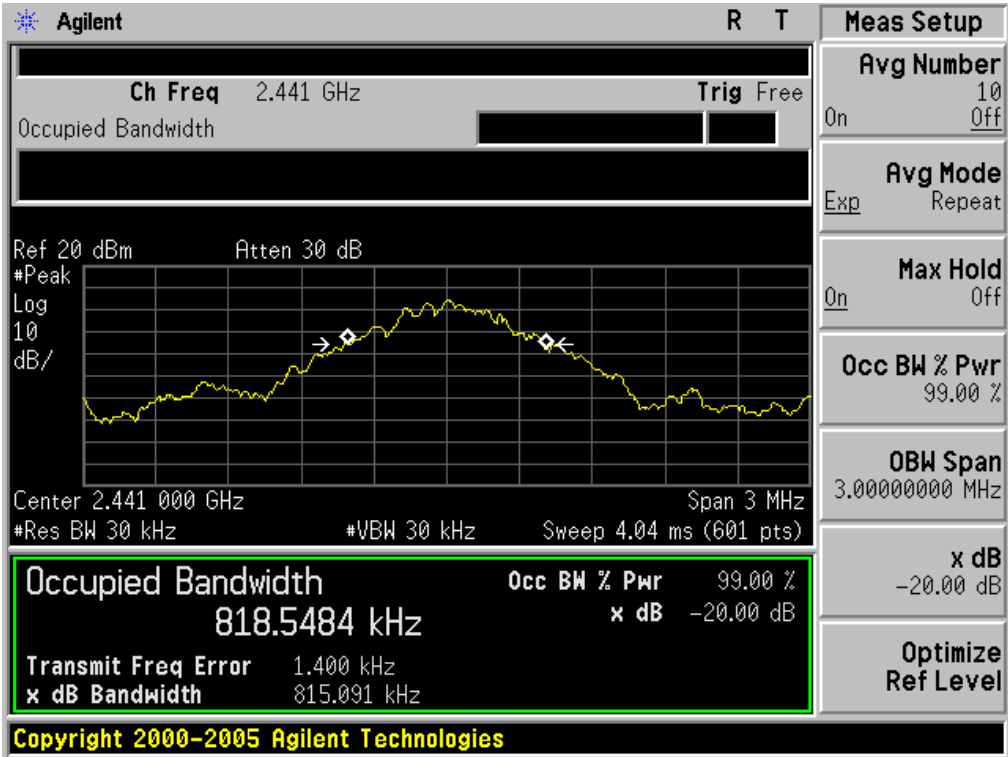 Agilent R T
Ch Freq 2.441 GHz Trig Free
Occupied Bandwidth
Ref 20 dBm Atten 30 dB
#Peak
Log
10
dB/
Center 2.441 000 GHz Span 3 MHz
#Res BW 30 kHz #VBW 30 kHz Sweep 4.04 ms (601 pts)
Occupied Bandwidth Occ BW % Pwr 99.00 %
818.5484 kHz x dB -20.00 dB
Transmit Freq Error 1.400 kHz
x dB Bandwidth 815.091 kHz
Copyright 2000-2005 Agilent Technologies
Meas Setup
Avg Number
10
On Off
Avg Mode
Exp Repeat
Max Hold
On Off
Occ BW % Pwr
99.00 %
OBW Span
3.00000000 MHz
x dB
-20.00 dB
Optimize
Ref Level